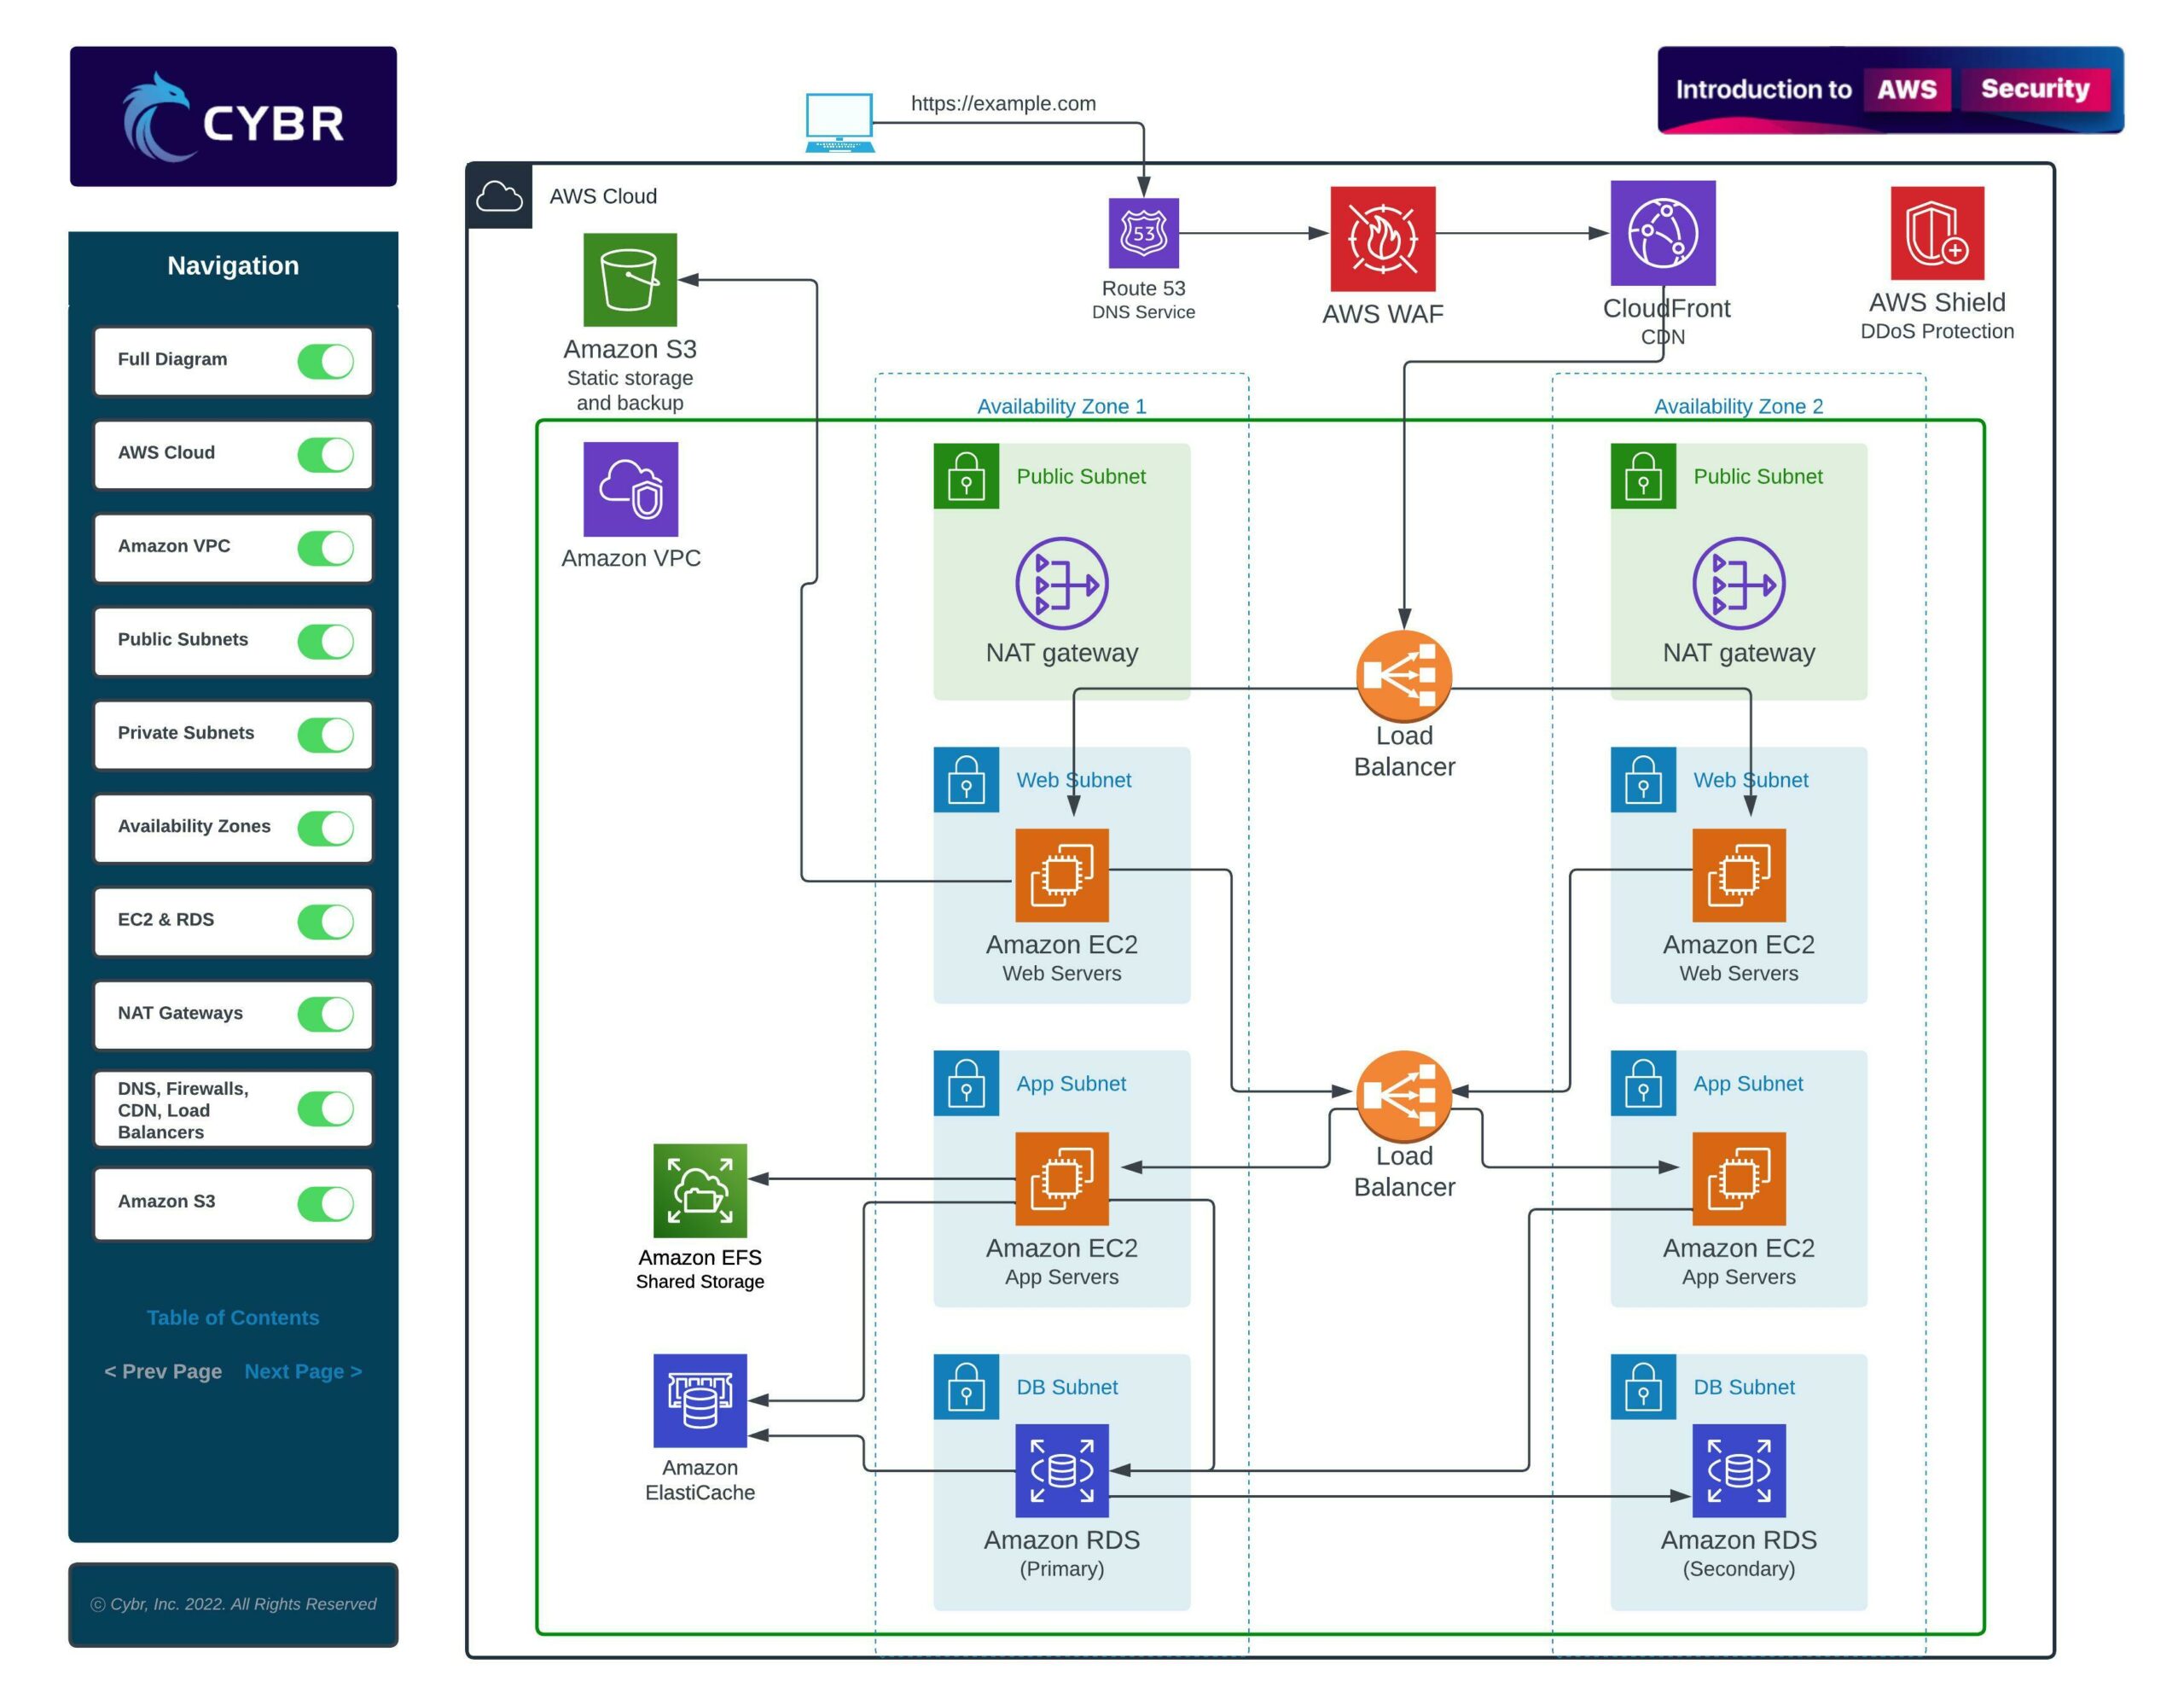 CYBR
Introduction to AWS Security
https://example.com
Navigation
Full Diagram
AWS Cloud
Amazon VPC
Public Subnets
Private Subnets
Availability Zones
EC2 & RDS
NAT Gateways
DNS, Firewalls,
CDN, Load
Balancers
Amazon S3
Table of Contents
< Prev Page Next Page >
© Cybr, Inc. 2022. All Rights Reserved
AWS Cloud
53
Route 53
DNS Service
AWS WAF
CloudFront
CDN
AWS Shield
DDoS Protection
Amazon S3
Static storage
and backup
Availability Zone 1
Availability Zone 2
Amazon VPC
Public Subnet
NAT gateway
Public Subnet
NAT gateway
Load
Balancer
Web Subnet
Amazon EC2
Web Servers
Web Subnet
Amazon EC2
Web Servers
App Subnet
Amazon EC2
App Servers
Load
Balancer
App Subnet
Amazon EC2
App Servers
Amazon EFS
Shared Storage
Amazon
ElastiCache
DB Subnet
Amazon RDS
(Primary)
DB Subnet
Amazon RDS
(Secondary)